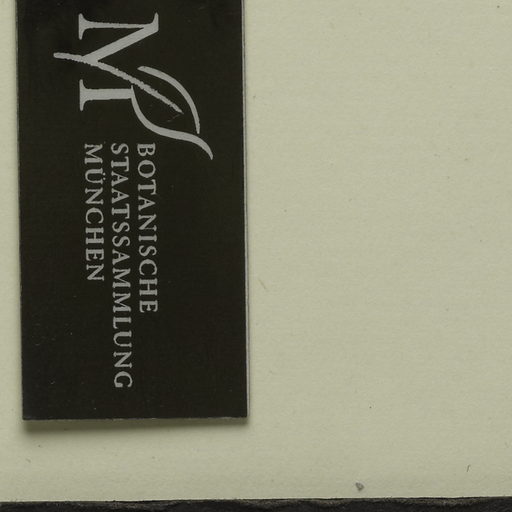 M
BOTANISCHE
STAATSSAMMLUNG
MÜNCHEN